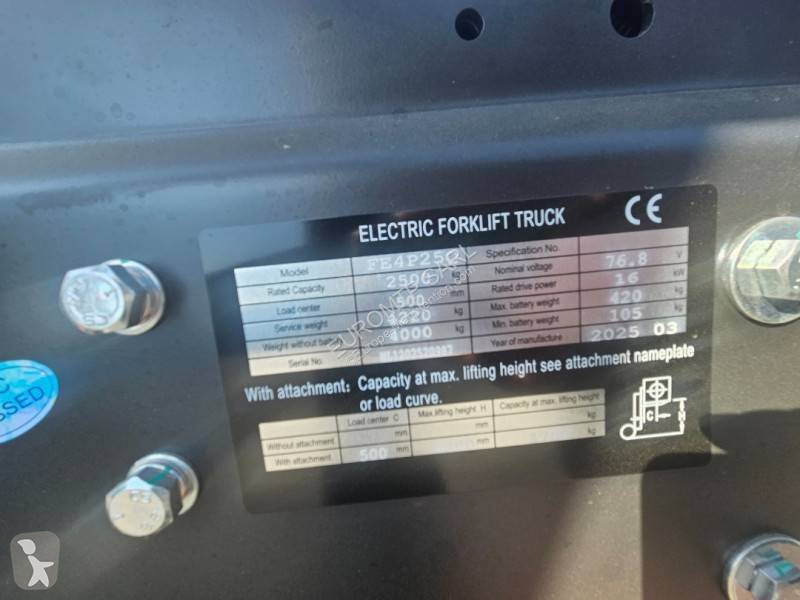 ELECTRIC FORKLIFT TRUCK CE
Model Specification No.
Rated Capacity 2500 kg Nominal voltage 76.8 V
Load center 500 mm Rated drive power 16 kW
Service weight 4220 kg Max. battery weight 420 kg
Weight without battery 4000 kg Min. battery weight 105 kg
Serial No. Year of manufacture 2025 03
With attachment: Capacity at max. lifting height see attachment nameplate
or load curve.
Load center C Max.lifting height H Capacity at max. lifting height
Without attachment mm mm kg
With attachment 500 mm mm kg
C
SSED
EUROMEGA SARL